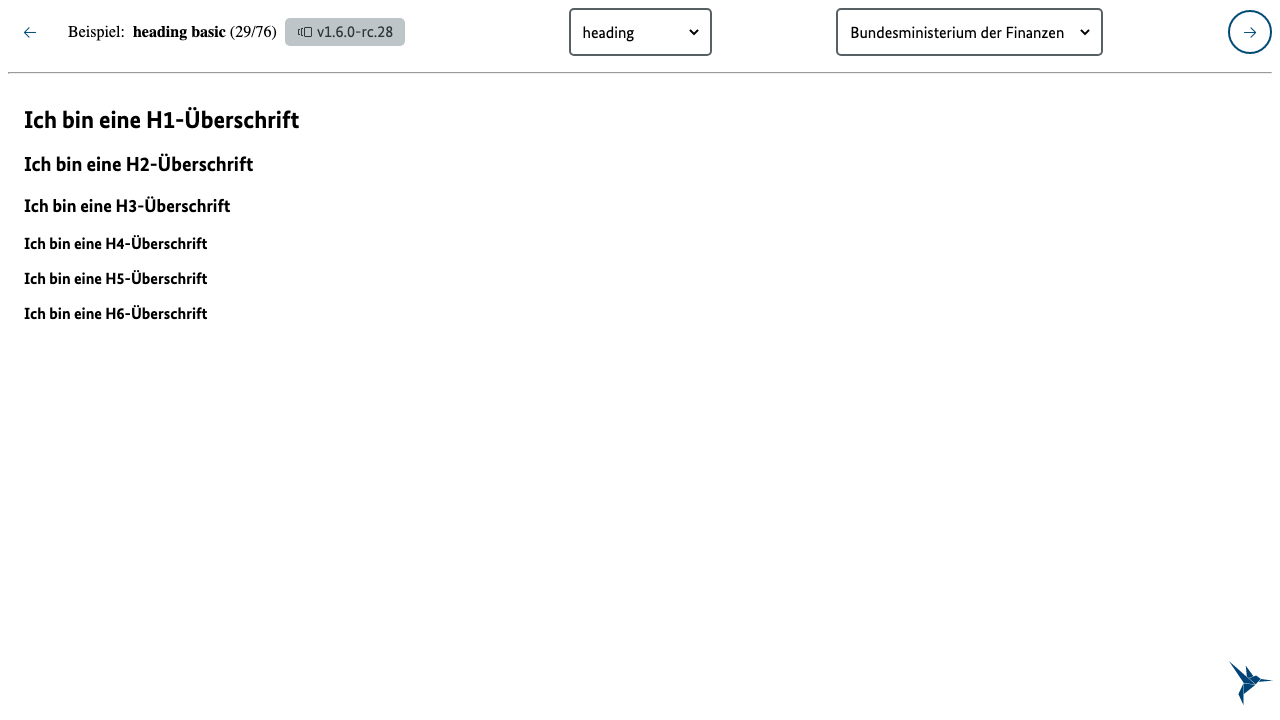 Beispiel: heading basic (29/76) v1.6.0-rc.28 heading Bundesministerium der Finanzen
Ich bin eine H1-Überschrift
Ich bin eine H2-Überschrift
Ich bin eine H3-Überschrift
Ich bin eine H4-Überschrift
Ich bin eine H5-Überschrift
Ich bin eine H6-Überschrift